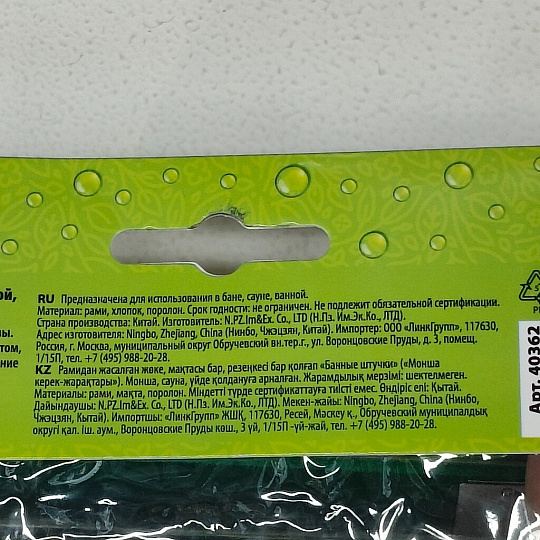 ой,
ы.
том,
ние
RU Предназначена для использования в бане, сауне, ванной.
Материал: рами, хлопок, поролон. Срок годности: не ограничен. Не подлежит обязательной сертификации.
Страна производства: Китай. Изготовитель: N.PZ.Im&Ex. Co., LTD (Н.Пз. Им.Эк.Ко, ЛТД).
Адрес изготовителя: Ningbo, Zhejiang, China (Нинбо, Чжэцзян, Китай). Импортер: ООО «ЛинкГрупп», 117630,
Россия, г. Москва, муниципальный округ Обручевский вн.тер.г., ул. Воронцовские Пруды, д. 3, помещ.
1/15П, тел. +7 (495) 988-20-28.
KZ Рамидан жасалған жөке, мақтасы бар, резеңкесі бар қолғап «Банные штучки» («Монша
керек-жарақтары»). Монша, сауна, үйде қолдануға арналған. Жарамдылық мерзімі: шектелмеген.
Материалы: рами, мақта, поролон. Міндетті түрде сертификаттауға тиісті емес. Өндіріс елі: Қытай.
Дайындаушы: N.PZ.Im&Ex. Co., LTD (Н.Пз. Им.Эк.Ко, ЛТД). Мекен-жайы: Ningbo, Zhejiang, China (Нинбо,
Чжэцзян, Кытай). Импортшы: «ЛинкГрупп» ЖШҚ, 117630, Ресей, Мәскеу қ., Обручевский муниципалдық
округі қал. іш. аум., Воронцовские Пруды көш., 3 үй, 1/15П -үй-жай, тел. +7 (495) 988-20-28.
Арт. 40362